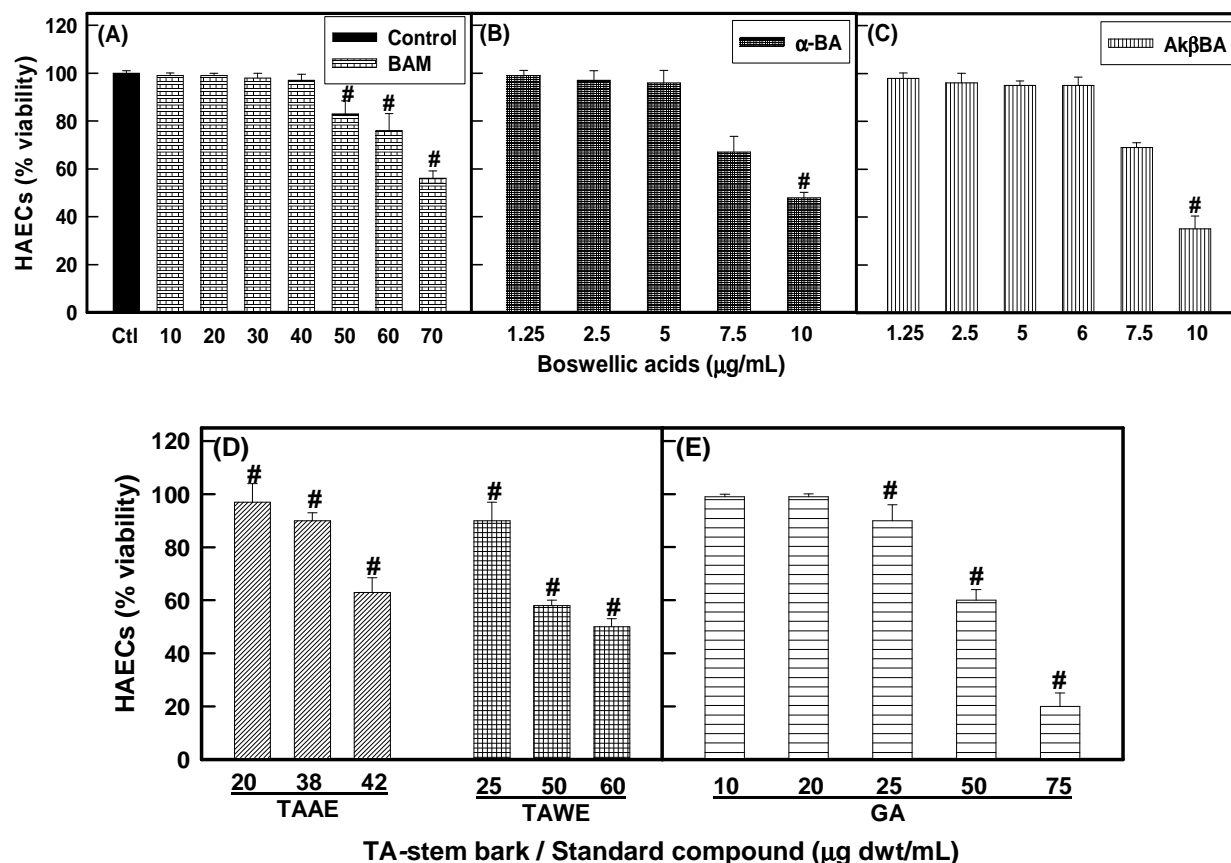 (A)
Control
BAM
(B)
α-BA
(C)
AkβBA
HAECs (% viability)
120
100
80
60
40
20
0
# # #
#
#
Ctl 10 20 30 40 50 60 70
1.25 2.5 5 7.5 10
1.25 2.5 5 6 7.5 10
Boswellic acids (μg/mL)
(D)
(E)
HAECs (% viability)
120
100
80
60
40
20
0
# # #
# # #
# # #
20 38 42
TAAE
25 50 60
TAWE
10 20 25 50 75
GA
TA-stem bark / Standard compound (μg dwt/mL)